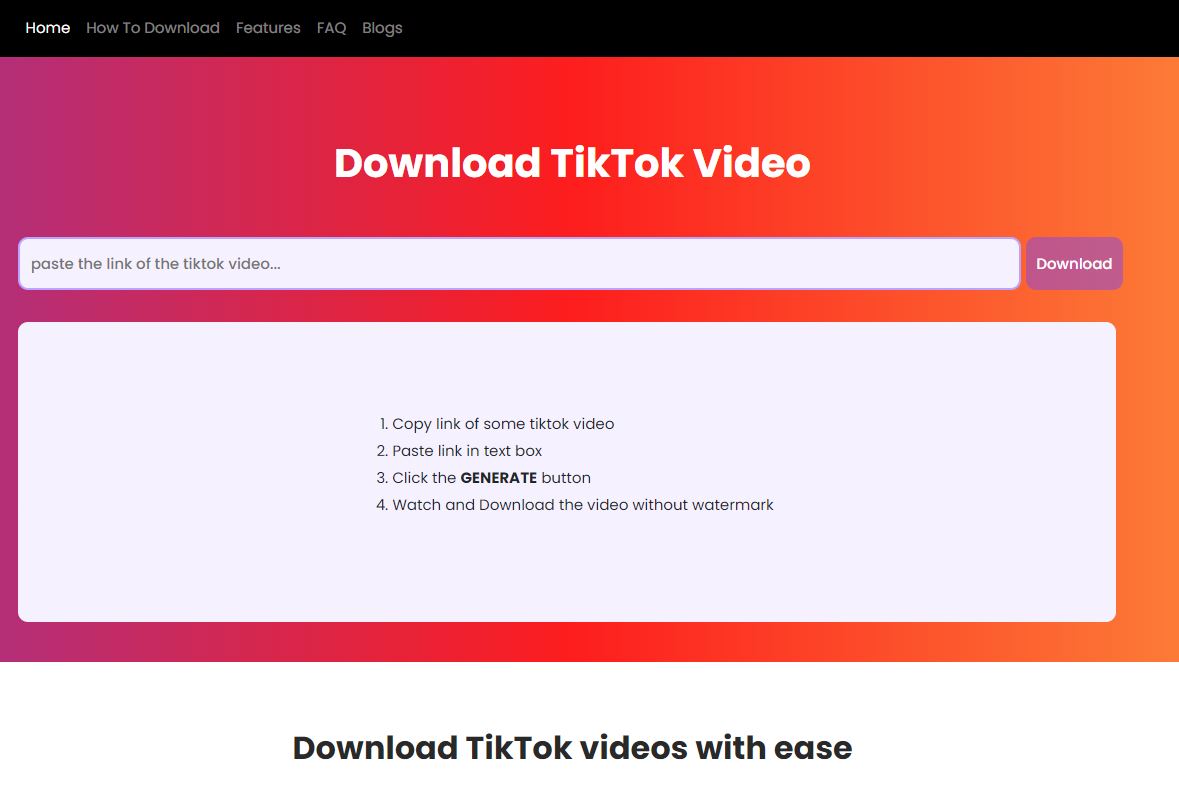 Home How To Download Features FAQ Blogs
Download TikTok Video
paste the link of the tiktok video... Download
1. Copy link of some tiktok video
2. Paste link in text box
3. Click the GENERATE button
4. Watch and Download the video without watermark
Download TikTok videos with ease